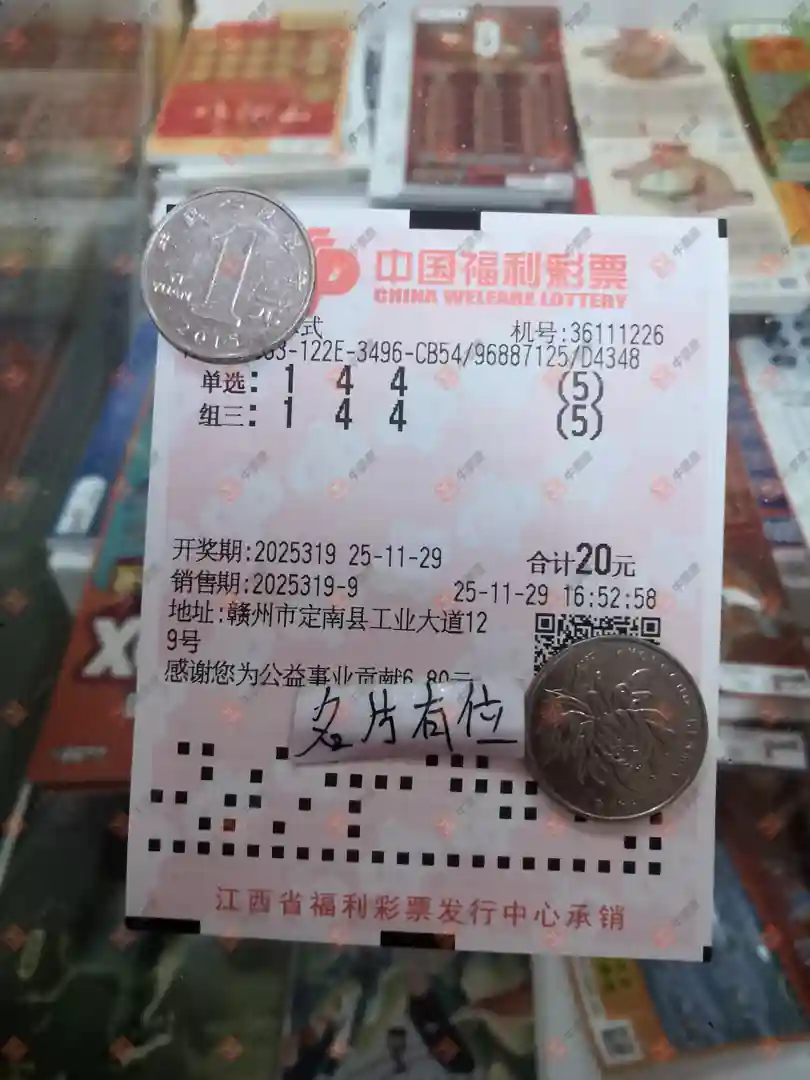 中国福利彩票
CHINA WELFARE LOTTERY
式 机号:36111226
3-122E-3496-CB54/96887125/D4348
单选: 1 4 4 (5)
组三: 1 4 4 (5)
开奖期:2025319 25-11-29 合计20元
销售期:2025319-9 25-11-29 16:52:58
地址:赣州市定南县工业大道12
9号
感谢您为公益事业贡献6.80元
名片有位
江西省福利彩票发行中心承销
1
YUAN
2015